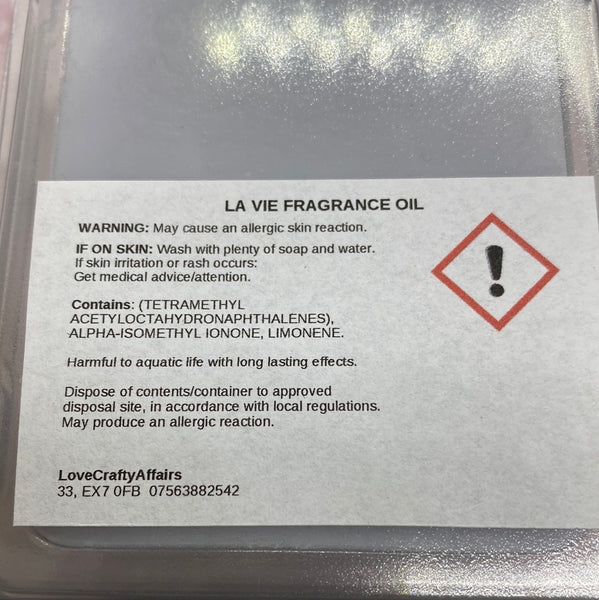 LA VIE FRAGRANCE OIL
WARNING: May cause an allergic skin reaction.
IF ON SKIN: Wash with plenty of soap and water.
If skin irritation or rash occurs:
Get medical advice/attention.
Contains: (TETRAMETHYL
ACETYLOCTAHYDRONAPHTHALENES),
ALPHA-ISOMETHYL IONONE, LIMONENE.
Harmful to aquatic life with long lasting effects.
Dispose of contents/container to approved
disposal site, in accordance with local regulations.
May produce an allergic reaction.
LoveCraftyAffairs
33, EX7 0FB 07563882542